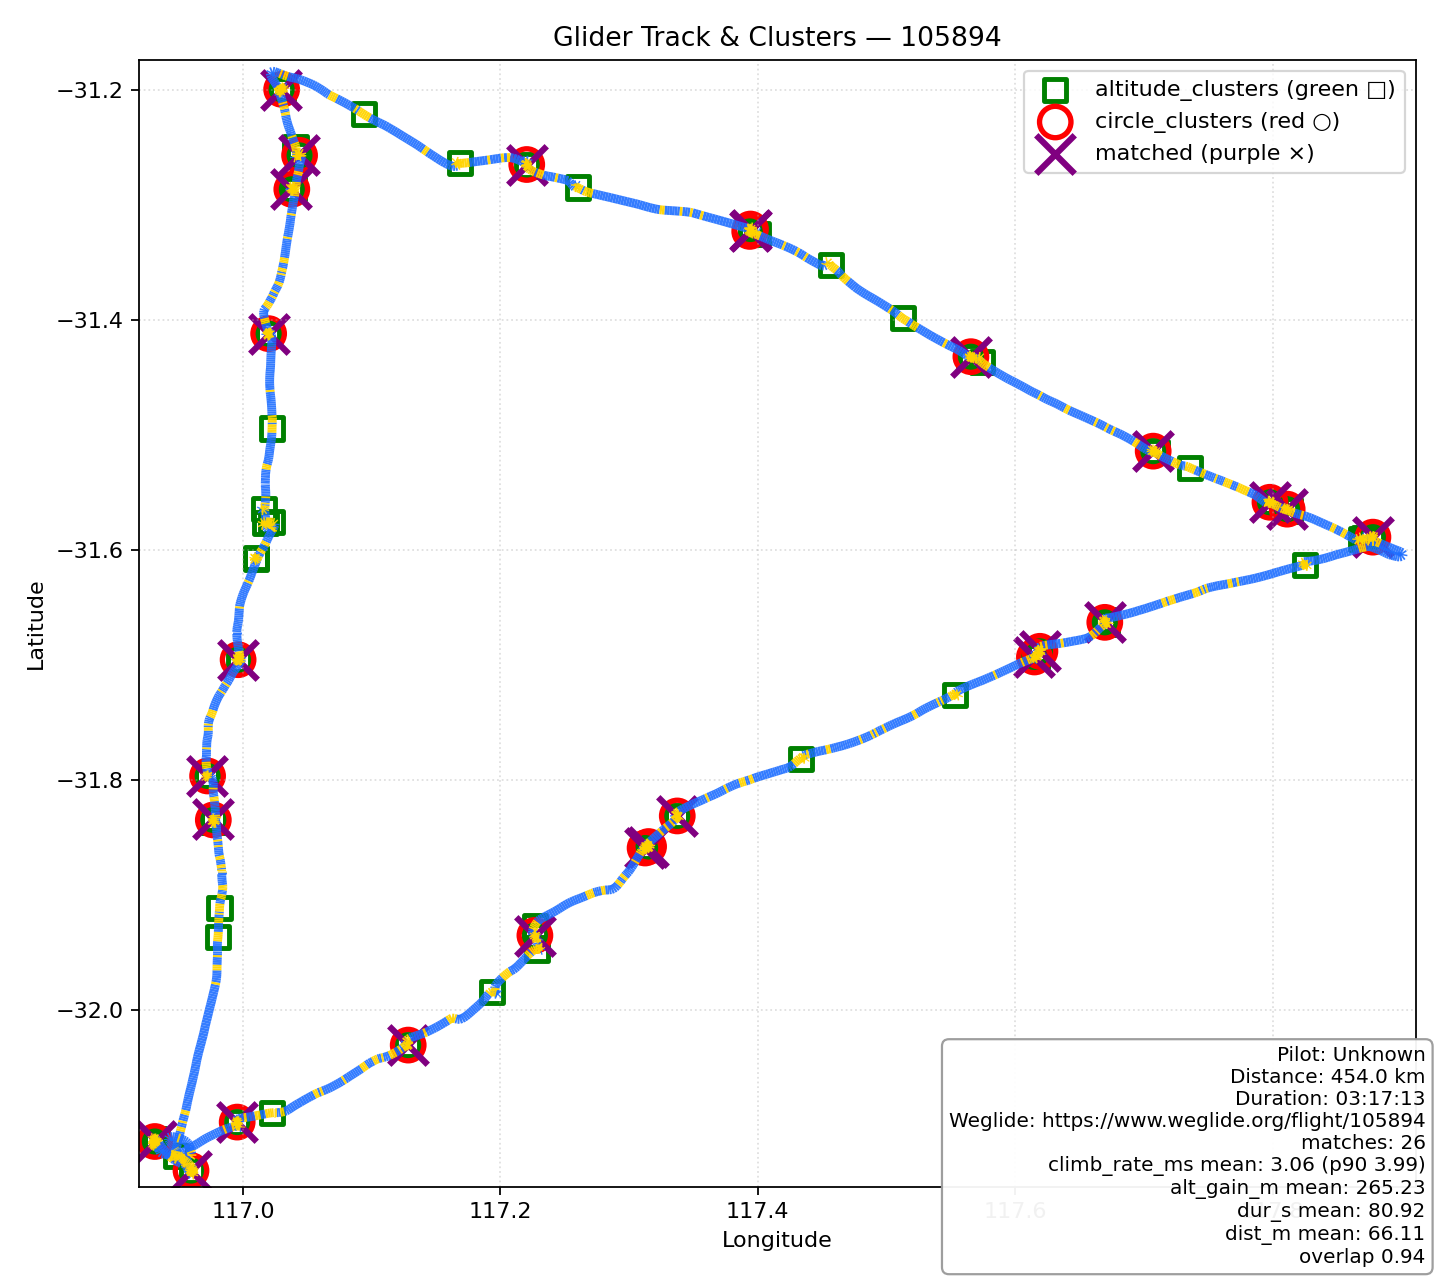 Glider Track & Clusters — 105894
altitude_clusters (green □)
circle_clusters (red ○)
matched (purple ×)
Latitude
−31.2
−31.4
−31.6
−31.8
−32.0
117.0
117.2
117.4
117.6
Longitude
Pilot: Unknown
Distance: 454.0 km
Duration: 03:17:13
Weglide: https://www.weglide.org/flight/105894
matches: 26
climb_rate_ms mean: 3.06 (p90 3.99)
alt_gain_m mean: 265.23
dur_s mean: 80.92
dist_m mean: 66.11
overlap 0.94